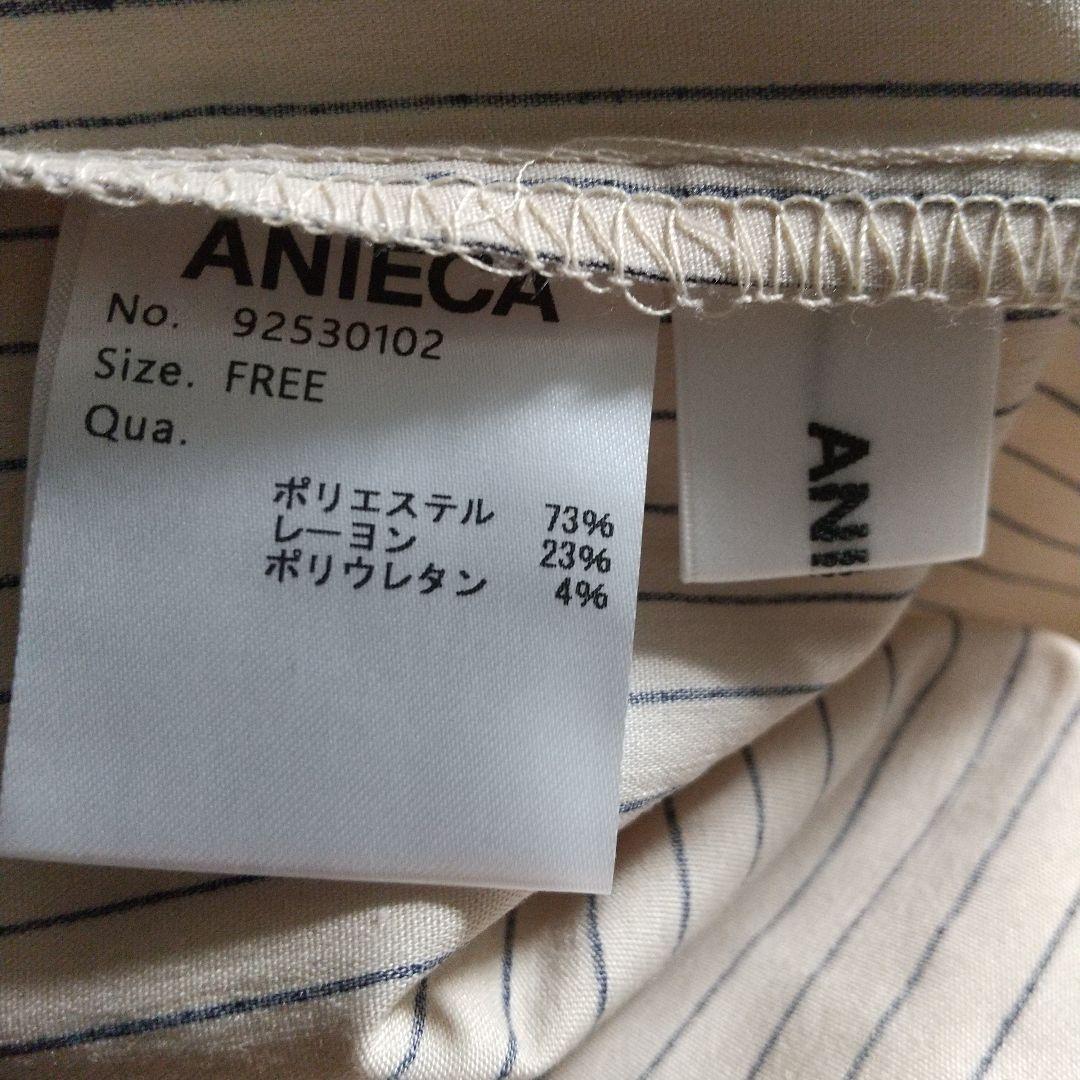 ANIECA
No. 92530102
Size. FREE
Qua.
ポリエステル 73%
レーヨン 23%
ポリウレタン 4%
ANI